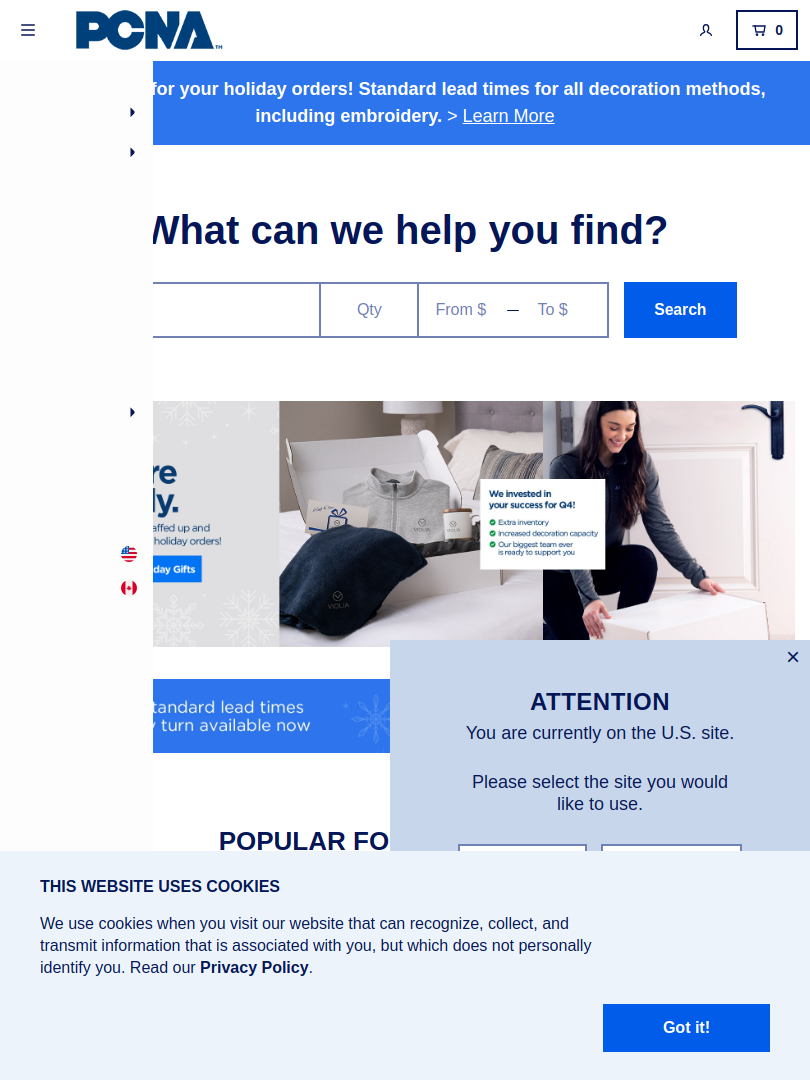 PCNA
0
for your holiday orders! Standard lead times for all decoration methods,
including embroidery. > Learn More
What can we help you find?
Qty
From $ — To $
Search
We invested in
your success for Q4!
Extra inventory
Increased decoration capacity
Our biggest team ever
is ready to support you
re
ly.
affed up and
holiday orders!
day Gifts
VIOLIA
tandard lead times
turn available now
×
ATTENTION
You are currently on the U.S. site.
Please select the site you would
like to use.
POPULAR FO
THIS WEBSITE USES COOKIES
We use cookies when you visit our website that can recognize, collect, and
transmit information that is associated with you, but which does not personally
identify you. Read our Privacy Policy.
Got it!